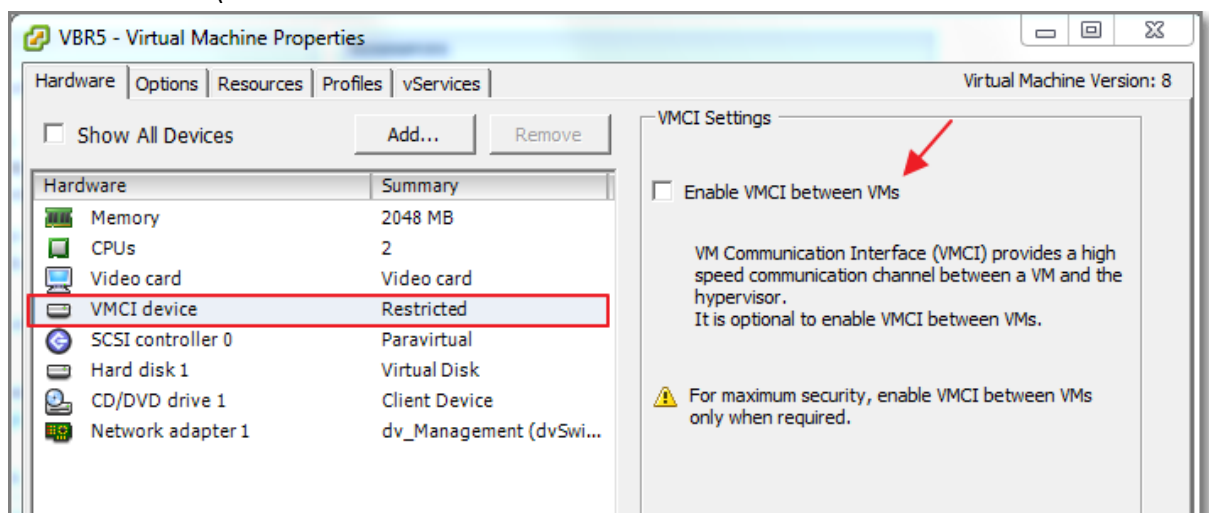 VBR5 - Virtual Machine Properties
Hardware Options Resources Profiles vServices Virtual Machine Version: 8
Show All Devices Add... Remove
Hardware Summary
Memory 2048 MB
CPUs 2
Video card Video card
VMCI device Restricted
SCSI controller 0 Paravirtual
Hard disk 1 Virtual Disk
CD/DVD drive 1 Client Device
Network adapter 1 dv_Management (dvSwi...
VMCI Settings
Enable VMCI between VMs
VM Communication Interface (VMCI) provides a high
speed communication channel between a VM and the
hypervisor.
It is optional to enable VMCI between VMs.
For maximum security, enable VMCI between VMs
only when required.